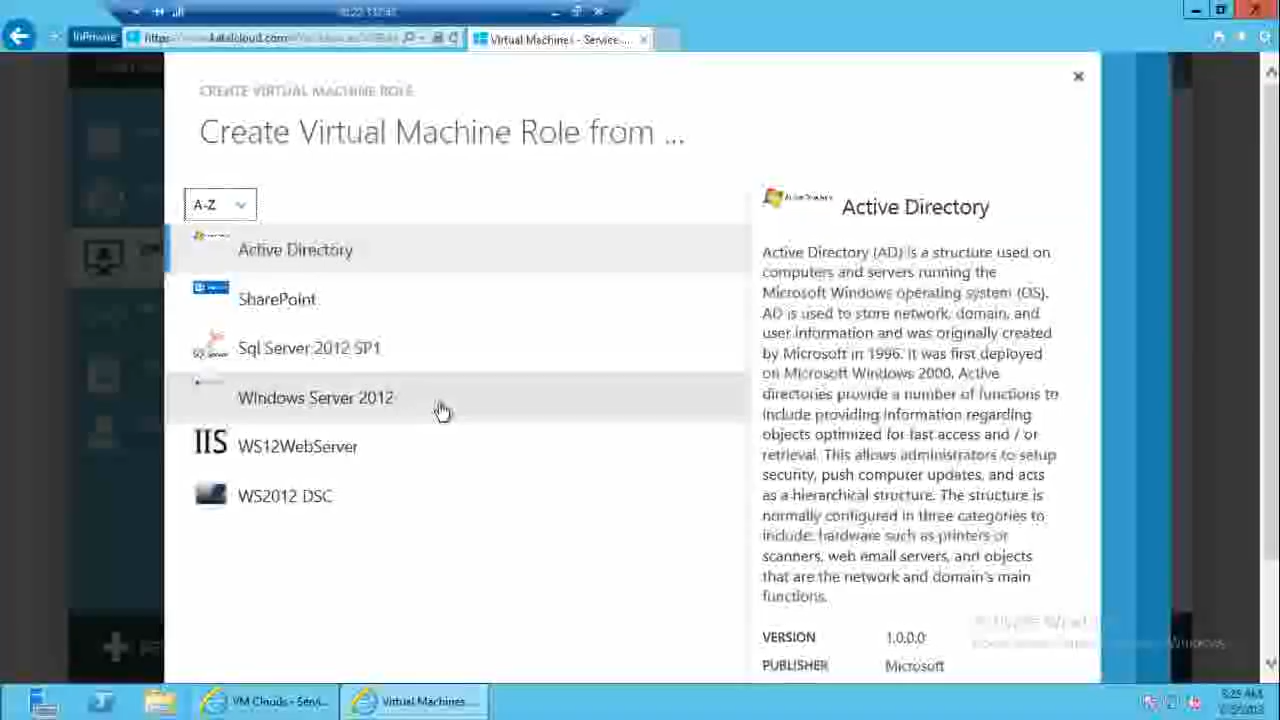 InPrivate
Virtual Machines - Service...
CREATE VIRTUAL MACHINE ROLE
Create Virtual Machine Role from ...
A-Z
Active Directory
SharePoint
Sql Server 2012 SP1
Windows Server 2012
IIS WS12WebServer
WS2012 DSC
Active Directory
Active Directory (AD) is a structure used on
computers and servers running the
Microsoft Windows operating system (OS).
AD is used to store network, domain, and
user information and was originally created
by Microsoft in 1996. It was first deployed
on Microsoft Windows 2000. Active
directories provide a number of functions to
include providing information regarding
objects optimized for fast access and / or
retrieval. This allows administrators to setup
security, push computer updates, and acts
as a hierarchical structure. The structure is
normally configured in three categories to
include: hardware such as printers or
scanners, web email servers, and objects
that are the network and domain's main
functions.
VERSION 1.0.0.0
PUBLISHER Microsoft
VM Clouds - Servi...
Virtual Machines...